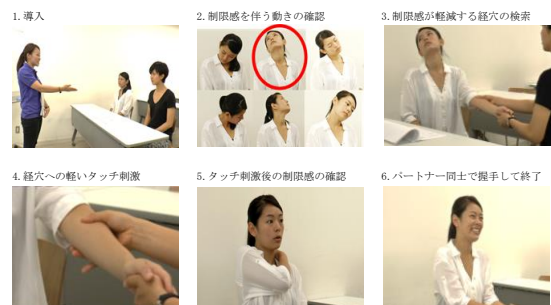 1.導入
2.制限感を伴う動きの確認
3.制限感が軽減する経穴の検索
4.経穴への軽いタッチ刺激
5.タッチ刺激後の制限感の確認
6.パートナー同士で握手して終了